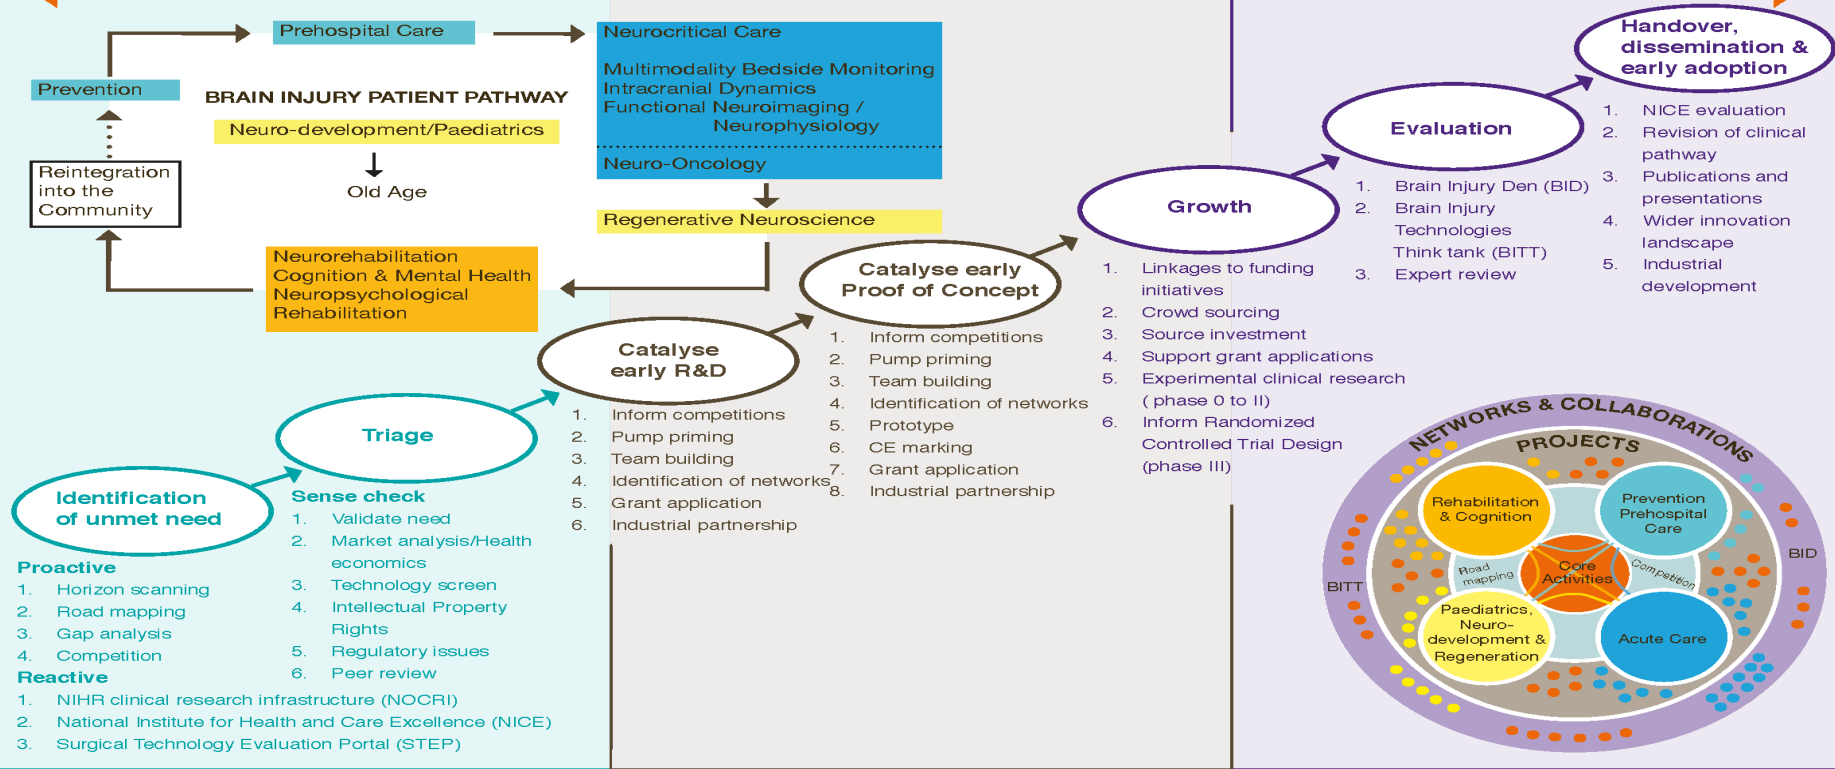 Prehospital Care
Prevention
BRAIN INJURY PATIENT PATHWAY
Neuro-development/Paediatrics
Old Age
Reintegration
into the
Community
Neurocritical Care
Multimodality Bedside Monitoring
Intracranial Dynamics
Functional Neuroimaging /
Neurophysiology
Neuro-Oncology
Regenerative Neuroscience
Neurorehabilitation
Cognition & Mental Health
Neuropsychological
Rehabilitation
Identification
of unmet need
Proactive
1. Horizon scanning
2. Road mapping
3. Gap analysis
4. Competition
Reactive
1. NIHR clinical research infrastructure (NOCRI)
2. National Institute for Health and Care Excellence (NICE)
3. Surgical Technology Evaluation Portal (STEP)
Triage
Sense check
1. Validate need
2. Market analysis/Health
economics
3. Technology screen
4. Intellectual Property
Rights
5. Regulatory issues
6. Peer review
Catalyse
early R&D
1. Inform competitions
2. Pump priming
3. Team building
4. Identification of networks
5. Grant application
6. Industrial partnership
Catalyse early
Proof of Concept
1. Inform competitions
2. Pump priming
3. Team building
4. Identification of networks
5. Prototype
6. CE marking
7. Grant application
8. Industrial partnership
Growth
1. Linkages to funding
initiatives
2. Crowd sourcing
3. Source investment
4. Support grant applications
5. Experimental clinical research
( phase 0 to II)
6. Inform Randomized
Controlled Trial Design
(phase III)
Evaluation
1. Brain Injury Den (BID)
2. Brain Injury
Technologies
Think tank (BITT)
3. Expert review
Handover,
dissemination &
early adoption
1. NICE evaluation
2. Revision of clinical
pathway
3. Publications and
presentations
4. Wider innovation
landscape
5. Industrial
development
NETWORKS & COLLABORATIONS
PROJECTS
Rehabilitation
& Cognition
Prevention
Prehospital
Care
BITT
Road
mapping
Core
Activities
Competition
BID
Paediatrics,
Neuro-
development &
Regeneration
Acute Care